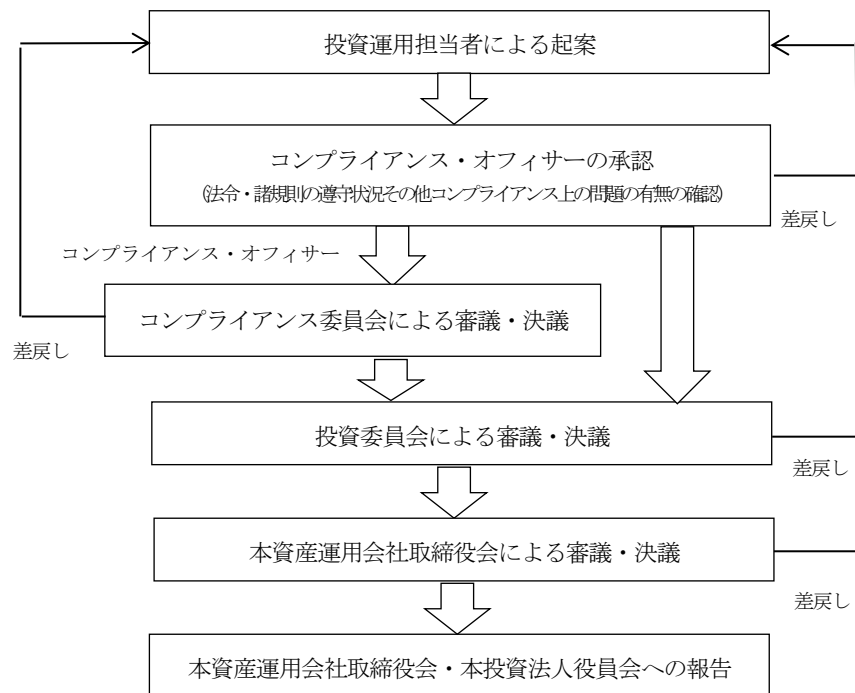 投資運用担当者による起案
コンプライアンス・オフィサーの承認
(法令・諸規則の遵守状況その他コンプライアンス上の問題の有無の確認)
差戻し
コンプライアンス・オフィサー
コンプライアンス委員会による審議・決議
差戻し
投資委員会による審議・決議
差戻し
本資産運用会社取締役会による審議・決議
差戻し
本資産運用会社取締役会・本投資法人役員会への報告